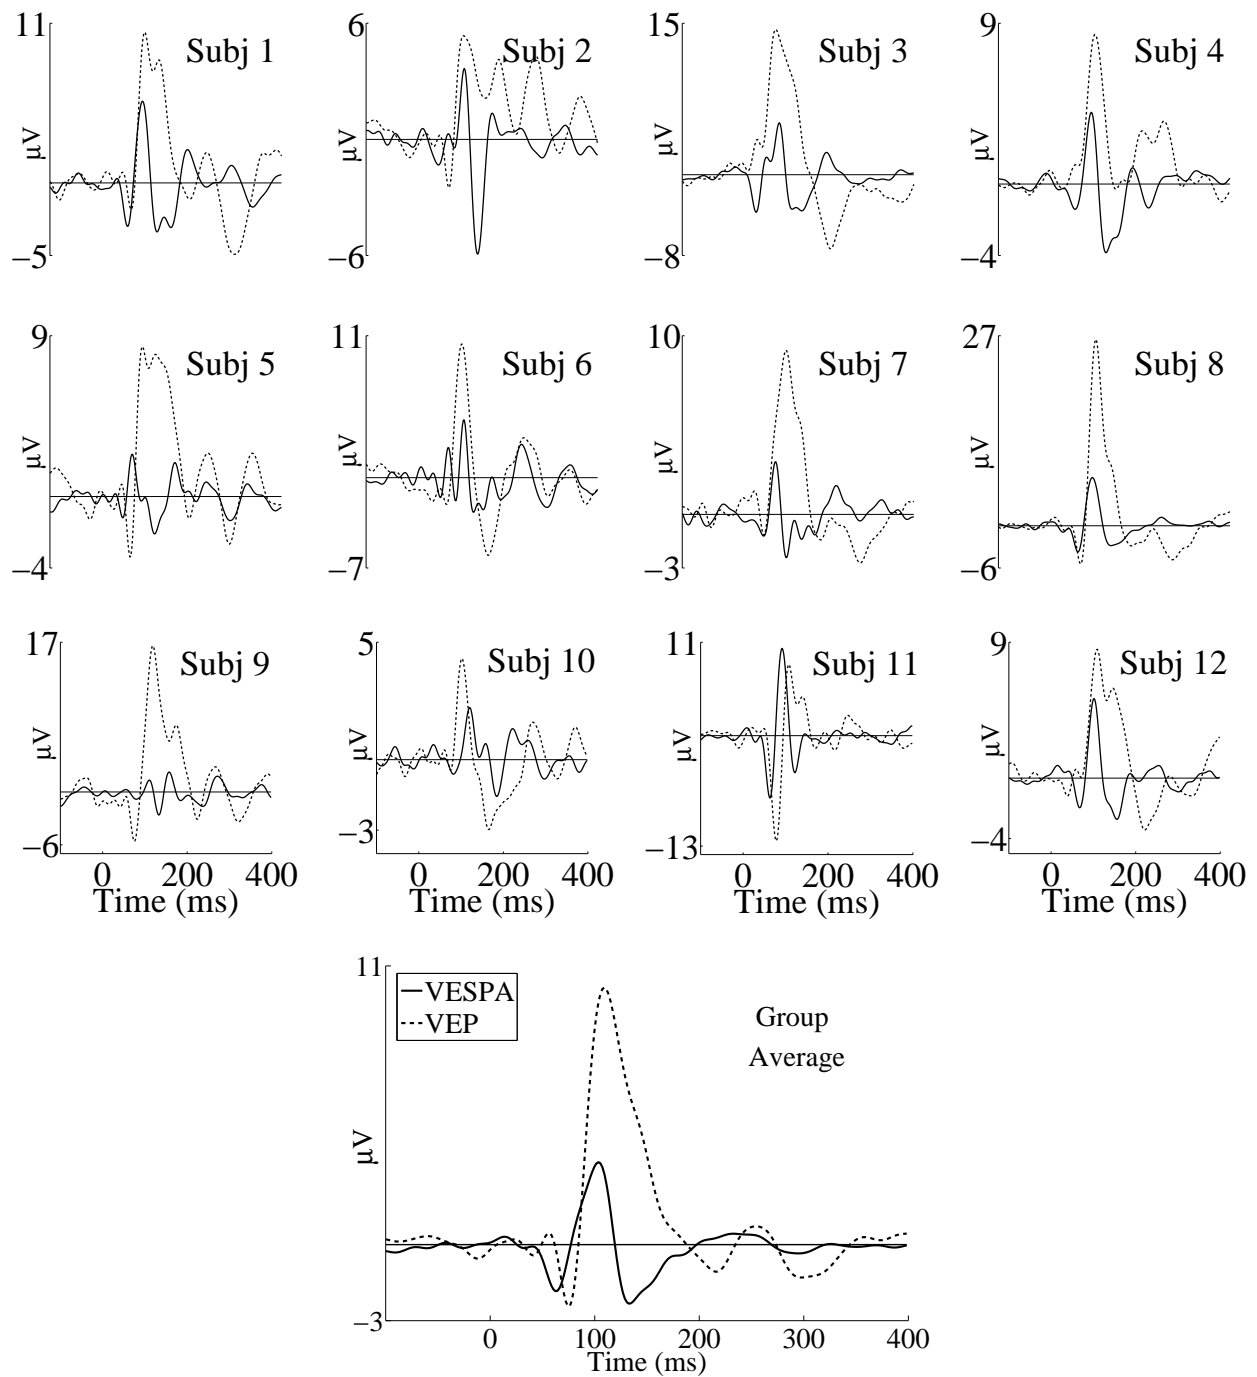 11
Subj 1
μV
−5
6
Subj 2
μV
−6
15
Subj 3
μV
−8
9
Subj 4
μV
−4
9
Subj 5
μV
−4
11
Subj 6
μV
−7
10
Subj 7
μV
−3
27
Subj 8
μV
−6
17
Subj 9
μV
−6
0 200 400
Time (ms)
5
Subj 10
μV
−3
0 200 400
Time (ms)
11
Subj 11
μV
−13
0 200 400
Time (ms)
9
Subj 12
μV
−4
0 200 400
Time (ms)
11
VESPA
VEP
Group
Average
μV
−3
0 100 200 300 400
Time (ms)